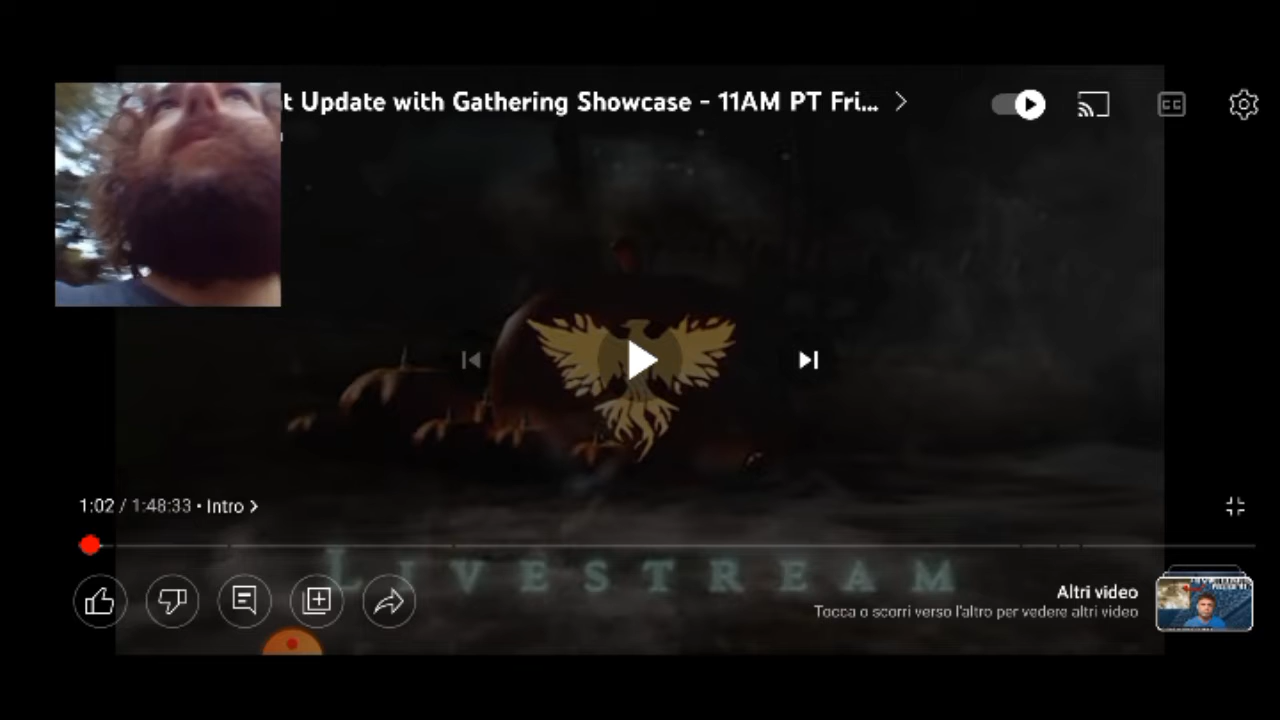 t Update with Gathering Showcase - 11AM PT Fri...
CC
1:02 / 1:48:33 • Intro
LIVESTREAM
Altri video
Tocca o scorri verso l'altro per vedere altri video